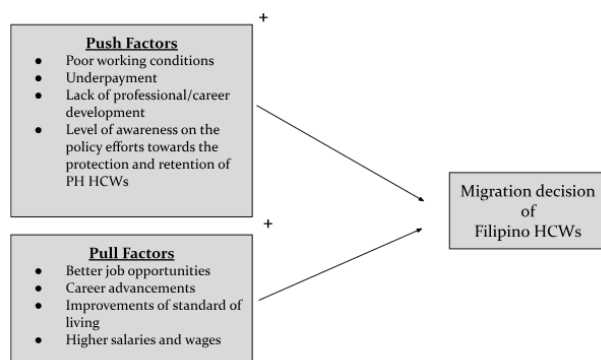 +
Push Factors
● Poor working conditions
● Underpayment
● Lack of professional/career
development
● Level of awareness on the
policy efforts towards the
protection and retention of
PH HCWs
+
Pull Factors
● Better job opportunities
● Career advancements
● Improvements of standard of
living
● Higher salaries and wages
Migration decision
of
Filipino HCWs